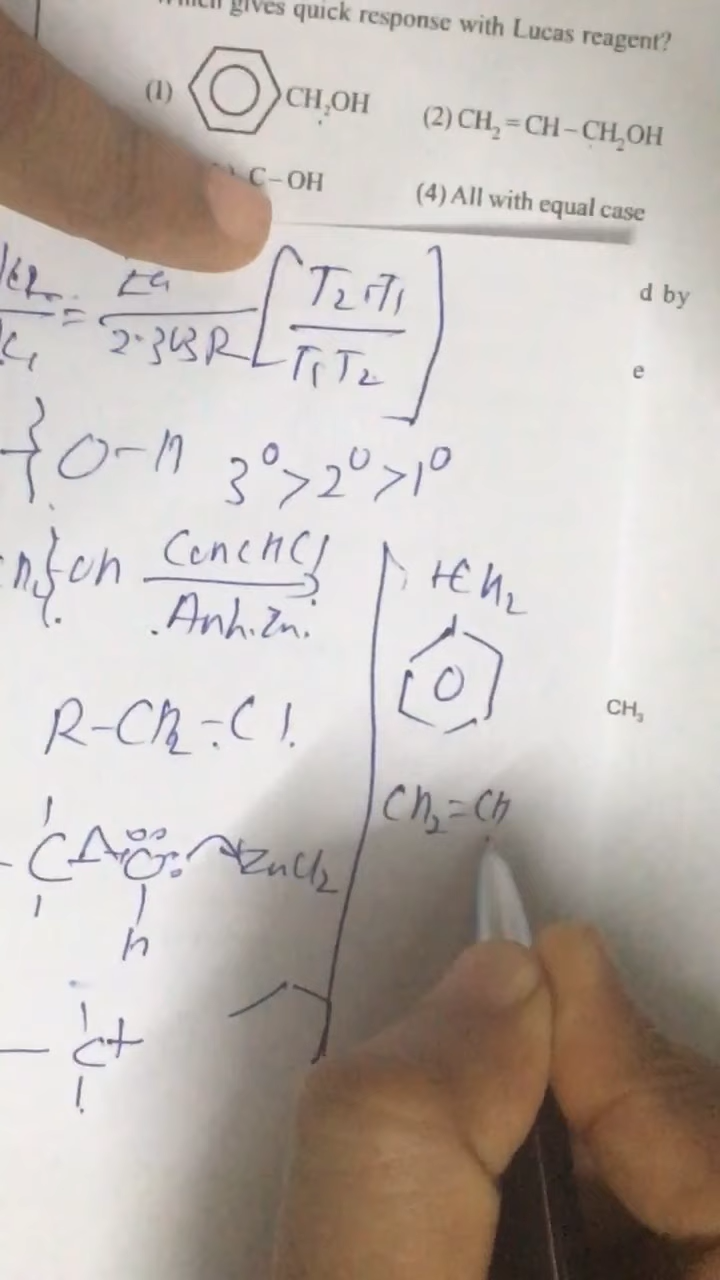 gives quick response with Lucas reagent?
(1) CH₂OH (2) CH₂=CH–CH₂OH
C–OH (4) All with equal case
d by
= Ea / 2.303R [T₂-T₁ / T₁T₂]
e
} O–H 3°>2°>1°
}OH Conc HCl
Anh. Zn.
+CH₂
R–CH₂–Cl
CH₃
CH₂=CH
C O: ZnCl₂
H
C+